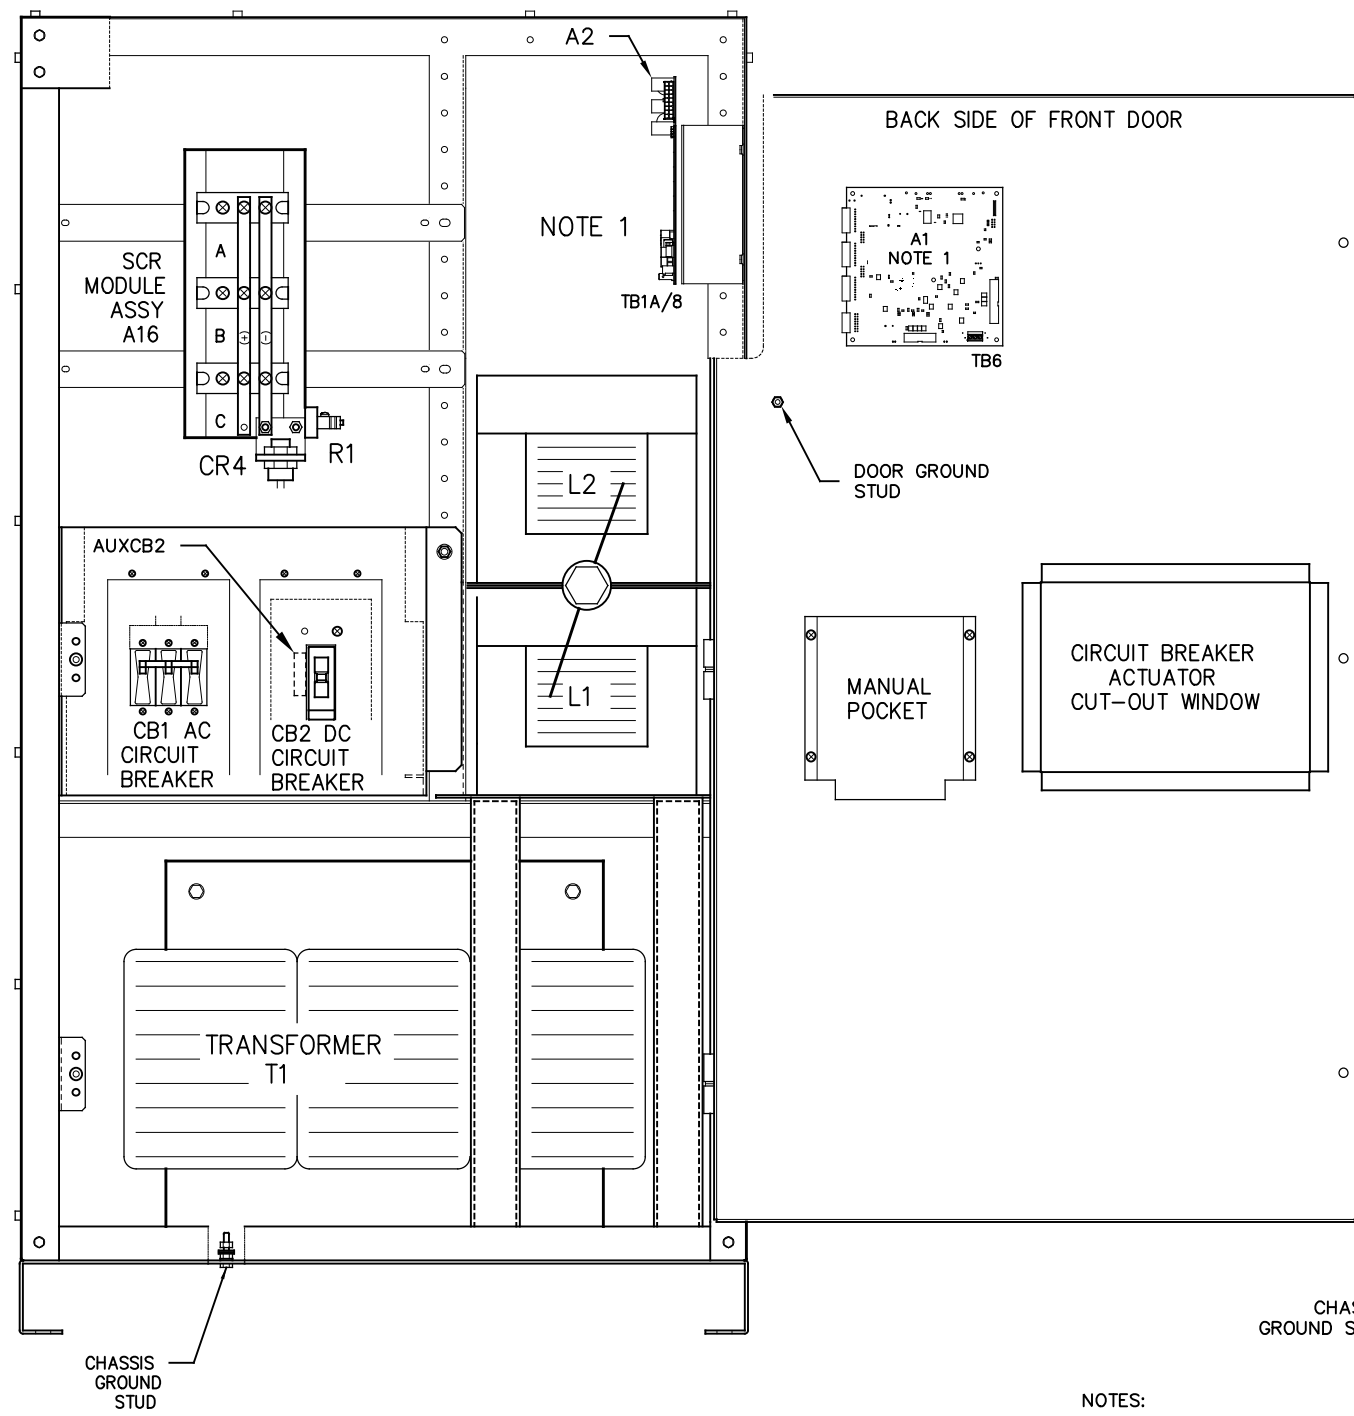 A2
BACK SIDE OF FRONT DOOR
NOTE 1
A1
NOTE 1
A
SCR
MODULE
ASSY
A16
B
+
−
TB1A/8
TB6
C
R1
CR4
L2
DOOR GROUND
STUD
AUXCB2
CIRCUIT BREAKER
ACTUATOR
CUT−OUT WINDOW
MANUAL
POCKET
L1
CB1 AC
CIRCUIT
BREAKER
CB2 DC
CIRCUIT
BREAKER
TRANSFORMER
T1
CHAS
GROUND S
CHASSIS
GROUND
STUD
NOTES: